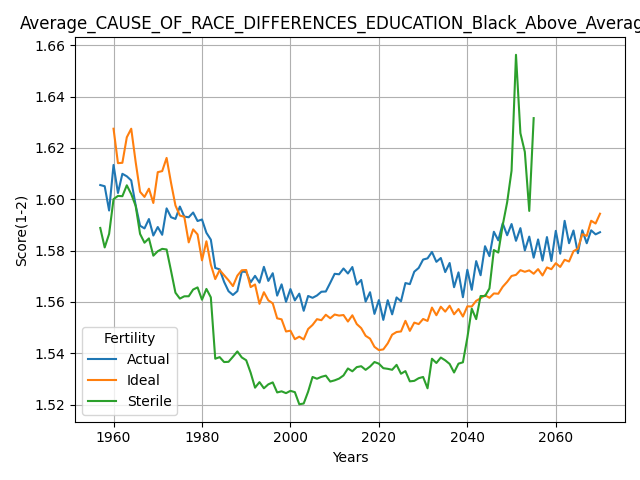 Average_CAUSE_OF_RACE_DIFFERENCES_EDUCATION_Black_Above_Averag
1.66
1.64
1.62
1.60
1.58
1.56
1.54
1.52
Score(1-2)
Fertility
Actual
Ideal
Sterile
1960 1980 2000 2020 2040 2060
Years